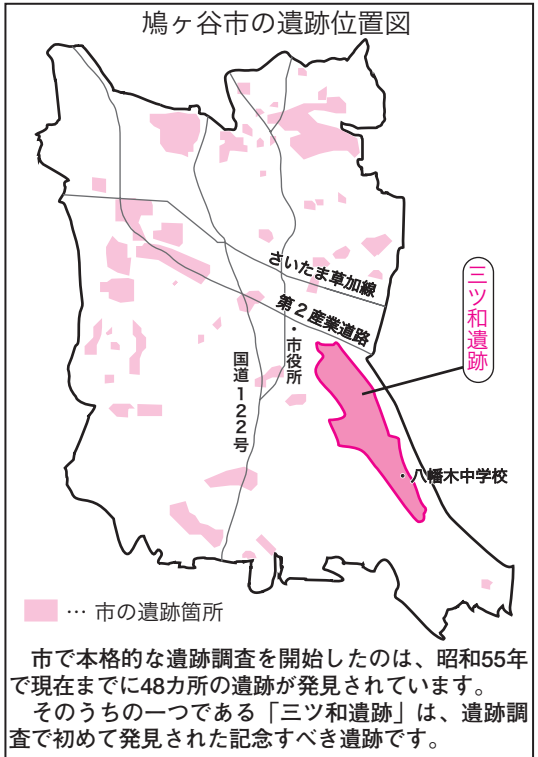 鳩ヶ谷市の遺跡位置図
さいたま草加線
第2産業道路
三ツ和遺跡
・市役所
国道122号
・八幡木中学校
… 市の遺跡箇所
市で本格的な遺跡調査を開始したのは、昭和55年
で現在までに48カ所の遺跡が発見されています。
そのうちの一つである「三ツ和遺跡」は、遺跡調
査で初めて発見された記念すべき遺跡です。